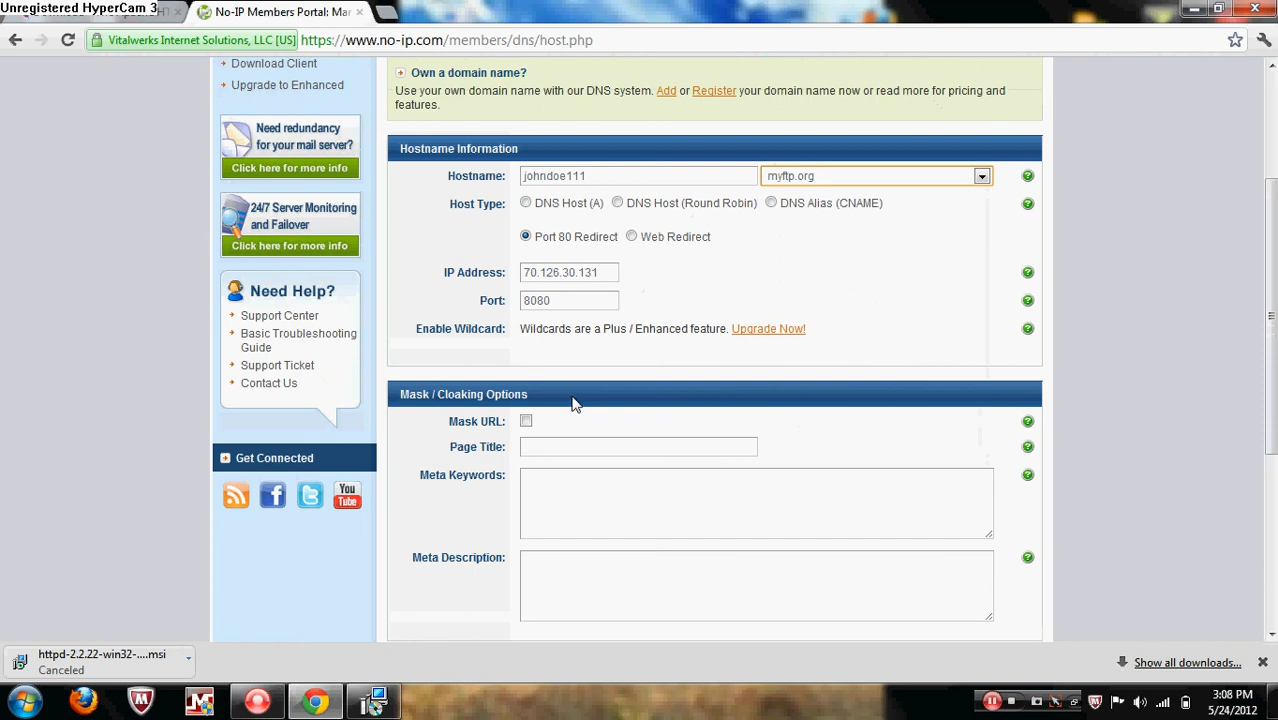 Unregistered HyperCam 3
No-IP Members Portal: Mar
Vitalwerks Internet Solutions, LLC [US]
https://www.no-ip.com/members/dns/host.php
Download Client
Upgrade to Enhanced
Need redundancy
for your mail server?
Click here for more info
24/7 Server Monitoring
and Failover
Click here for more info
Need Help?
Support Center
Basic Troubleshooting
Guide
Support Ticket
Contact Us
Get Connected
You
Tube
Own a domain name?
Use your own domain name with our DNS system. Add or Register your domain name now or read more for pricing and
features.
Hostname Information
Hostname: johndoe111 myftp.org
Host Type: DNS Host (A) DNS Host (Round Robin) DNS Alias (CNAME)
Port 80 Redirect Web Redirect
IP Address: 70.126.30.131
Port: 8080
Enable Wildcard: Wildcards are a Plus / Enhanced feature. Upgrade Now!
Mask / Cloaking Options
Mask URL:
Page Title:
Meta Keywords:
Meta Description:
httpd-2.2.22-win32-....msi
Canceled
Show all downloads...
3:08 PM
5/24/2012